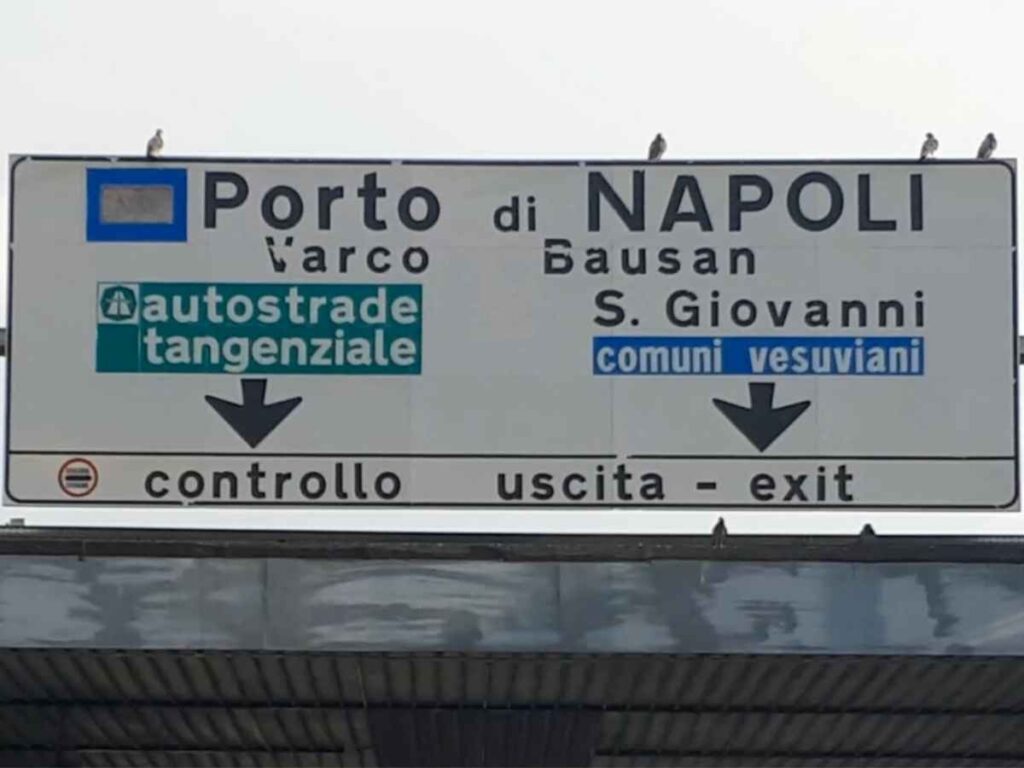 Porto di NAPOLI
Varco Bausan
autostrade
tangenziale
S. Giovanni
comuni vesuviani
controllo uscita - exit